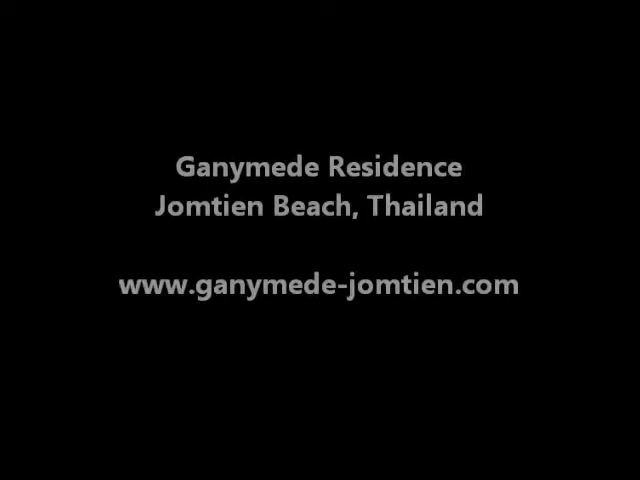 Ganymede Residence
Jomtien Beach, Thailand
www.ganymede-jomtien.com